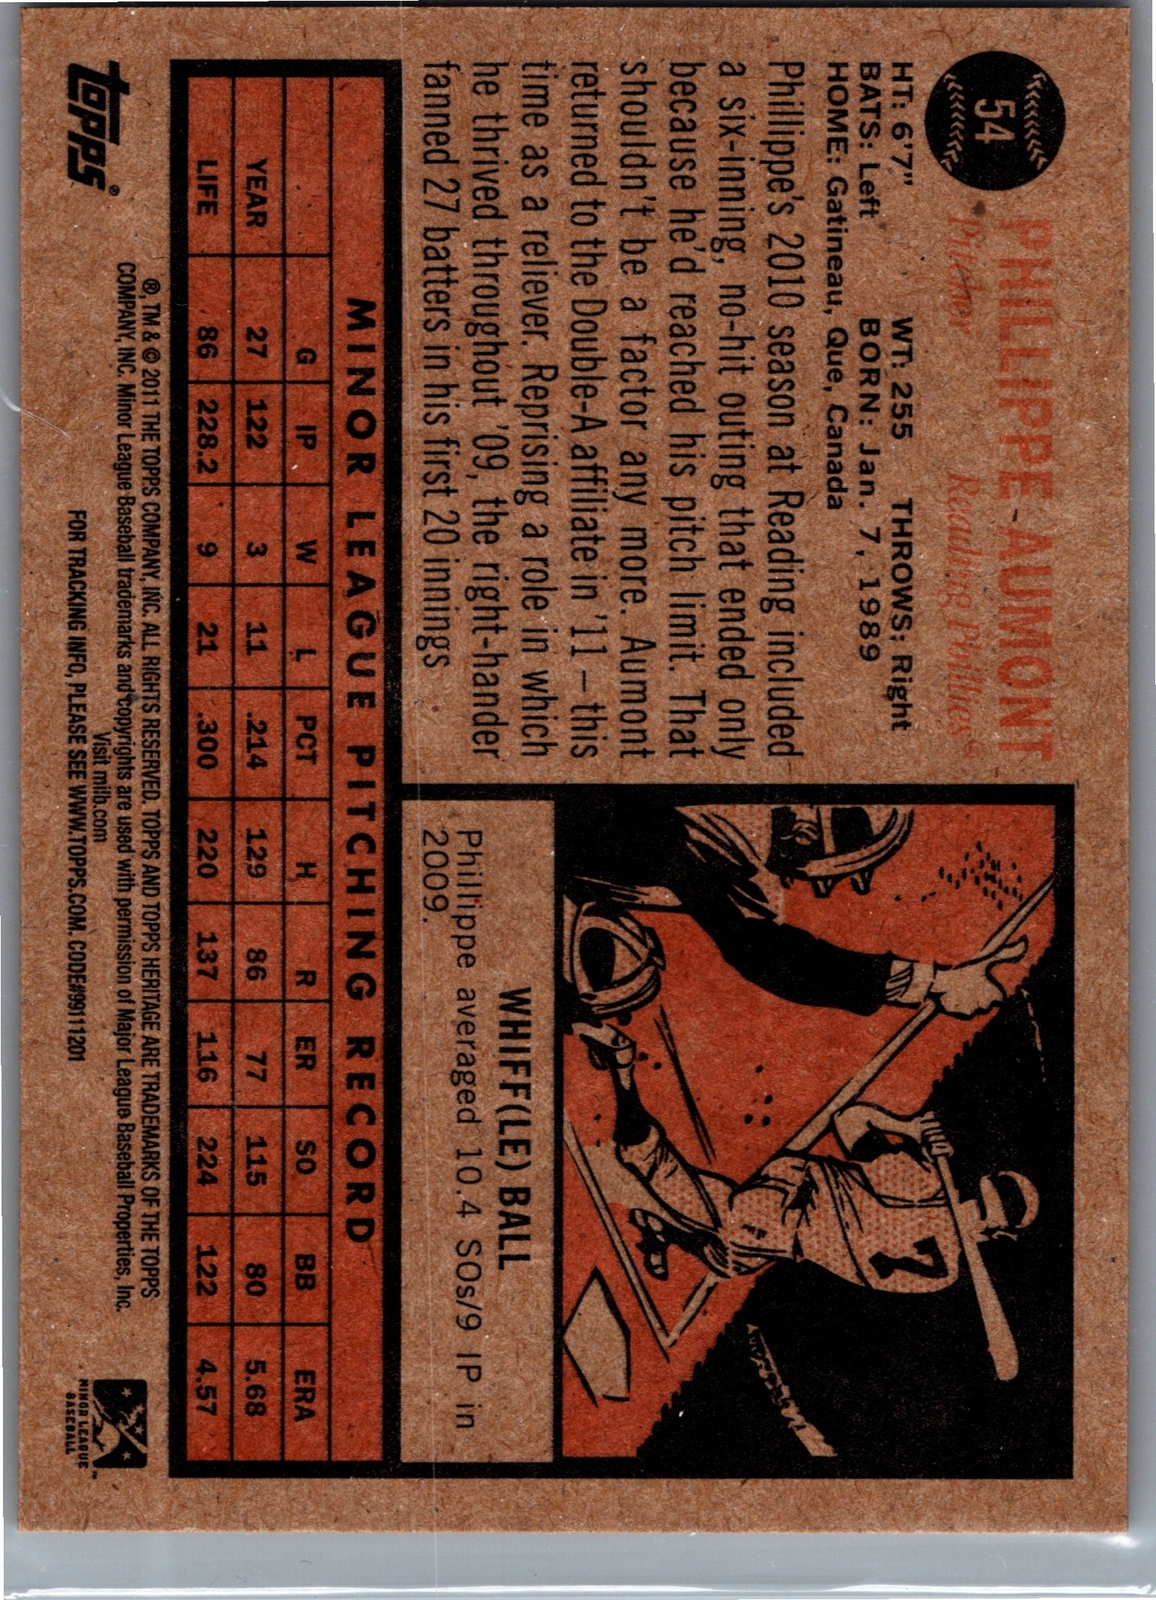 54
PHILLIPPE AUMONT
Pitcher Reading Phillies®
HT: 6'7" WT: 255 THROWS: Right
BATS: Left BORN: Jan. 7, 1989
HOME: Gatineau, Que, Canada
Phillippe's 2010 season at Reading included
a six-inning, no-hit outing that ended only
because he'd reached his pitch limit. That
shouldn't be a factor any more. Aumont
returned to the Double-A affiliate in '11 – this
time as a reliever. Reprising a role in which
he thrived throughout '09, the right-hander
fanned 27 batters in his first 20 innings
7
WHIFF(LE) BALL
Phillippe averaged 10.4 SOs/9 IP in
2009.
MINOR LEAGUE PITCHING RECORD
G IP W L PCT H R ER SO BB ERA
YEAR 27 122 3 11 .214 129 86 77 115 80 5.68
LIFE 86 228.2 9 21 .300 220 137 116 224 122 4.57
topps®
®, TM & © 2011 THE TOPPS COMPANY, INC. ALL RIGHTS RESERVED. TOPPS AND TOPPS HERITAGE ARE TRADEMARKS OF THE TOPPS
COMPANY, INC. Minor League Baseball trademarks and copyrights are used with permission of Major League Baseball Properties, Inc.
Visit milb.com
FOR TRACKING INFO, PLEASE SEE WWW.TOPPS.COM. CODE#99111201
MINOR LEAGUE™
BASEBALL